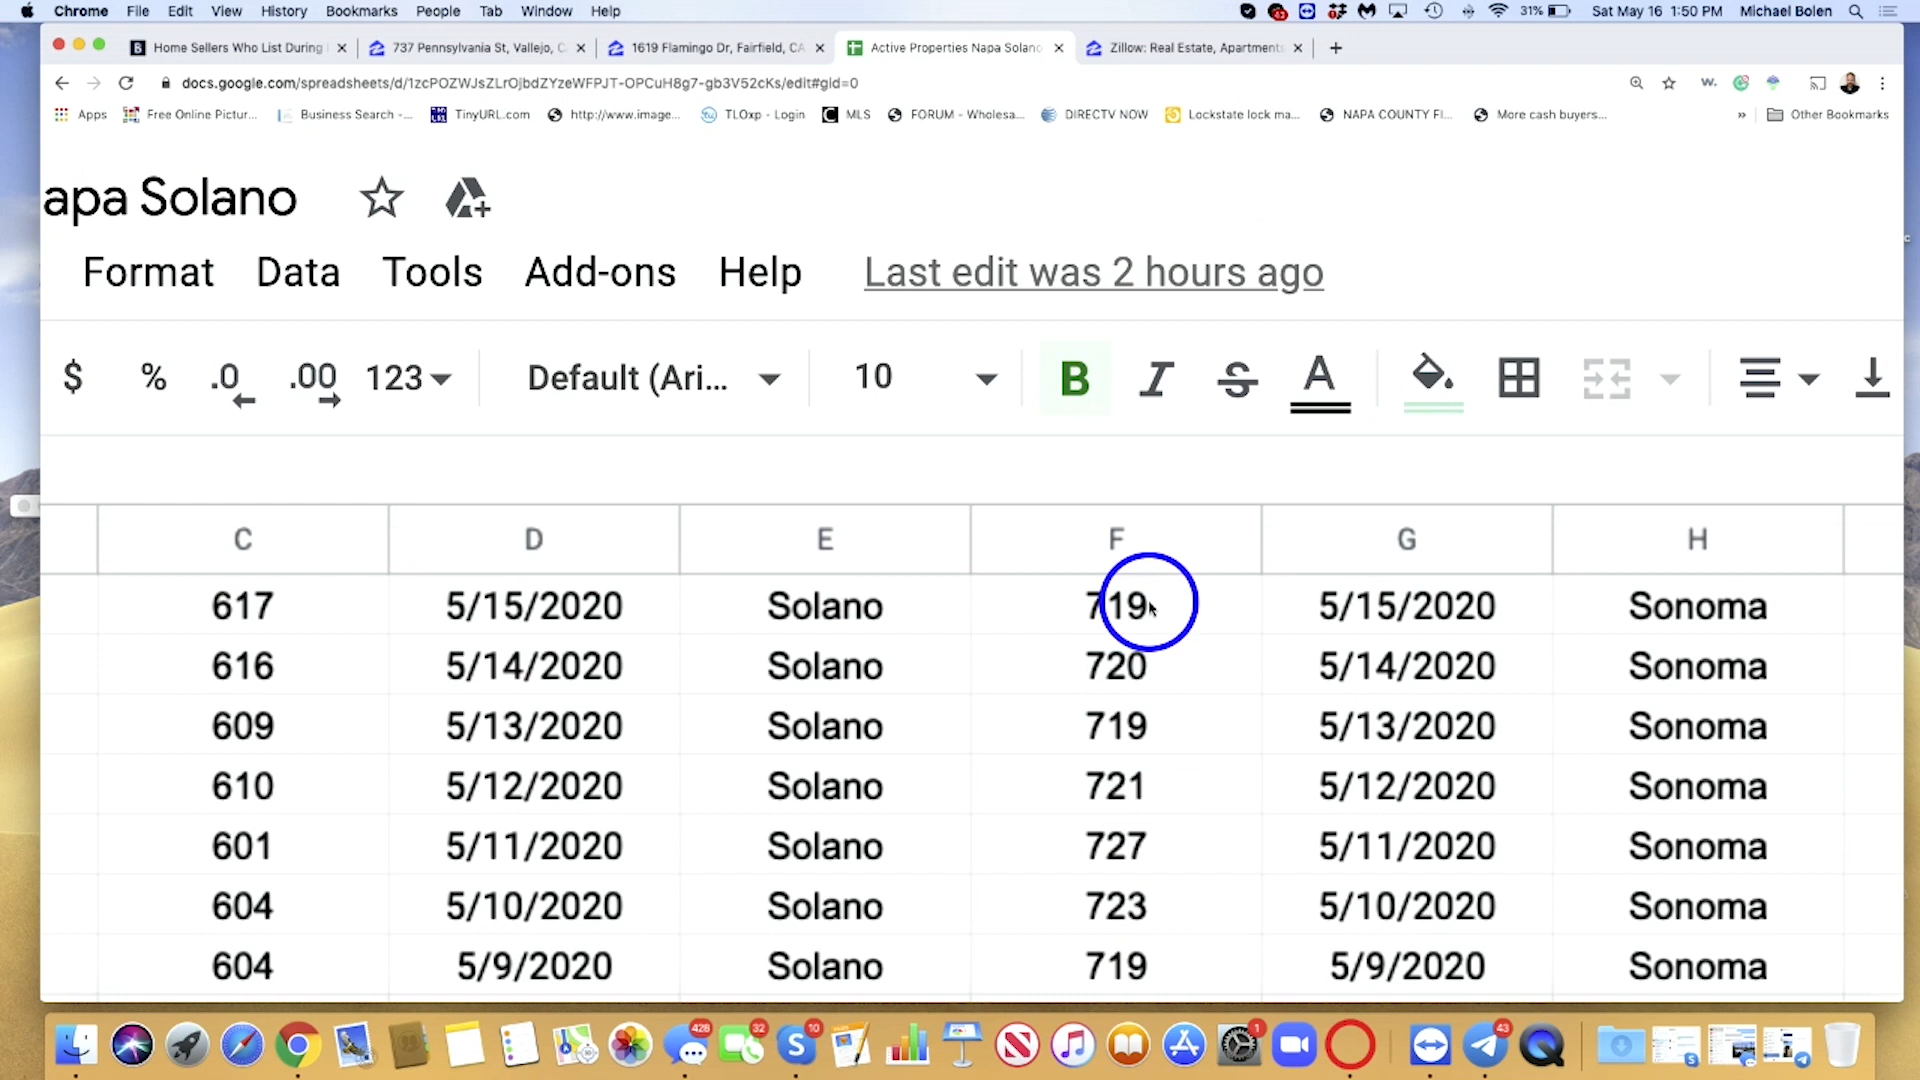 Chrome File Edit View History Bookmarks People Tab Window Help 31% Sat May 16 1:50 PM Michael Bolen
Home Sellers Who List During 737 Pennsylvania St, Vallejo, C 1619 Flamingo Dr, Fairfield, CA Active Properties Napa Solano Zillow: Real Estate, Apartments
docs.google.com/spreadsheets/d/1zcPOZWJsZLrOjbdZYzeWFPJT-OPCuH8g7-gb3V52cKs/edit#gid=0
Apps Free Online Pictur... Business Search -... TinyURL.com http://www.image... TLOxp - Login MLS FORUM - Wholesa... DIRECTV NOW Lockstate lock ma... NAPA COUNTY FI... More cash buyers... » Other Bookmarks
apa Solano
Format Data Tools Add-ons Help Last edit was 2 hours ago
$ % .0 .00 123 Default (Ari... 10 B I S A
C D E F G H
617 5/15/2020 Solano 719 5/15/2020 Sonoma
616 5/14/2020 Solano 720 5/14/2020 Sonoma
609 5/13/2020 Solano 719 5/13/2020 Sonoma
610 5/12/2020 Solano 721 5/12/2020 Sonoma
601 5/11/2020 Solano 727 5/11/2020 Sonoma
604 5/10/2020 Solano 723 5/10/2020 Sonoma
604 5/9/2020 Solano 719 5/9/2020 Sonoma
428 32 10 1 43